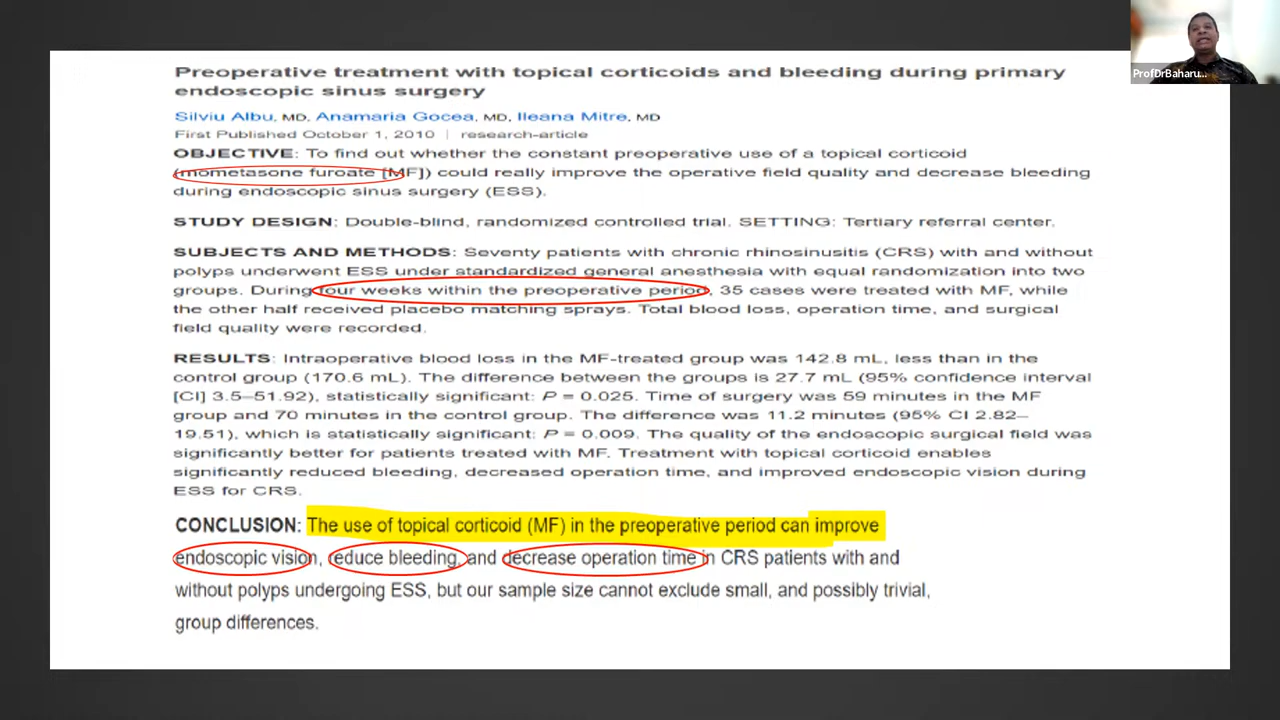 Preoperative treatment with topical corticoids and bleeding during primary
endoscopic sinus surgery
Silviu Albu, MD, Anamaria Gocea, MD, Ileana Mitre, MD
First Published October 1, 2010 | research-article
OBJECTIVE: To find out whether the constant preoperative use of a topical corticoid
(mometasone furoate [MF]) could really improve the operative field quality and decrease bleeding
during endoscopic sinus surgery (ESS).
STUDY DESIGN: Double-blind, randomized controlled trial. SETTING: Tertiary referral center.
SUBJECTS AND METHODS: Seventy patients with chronic rhinosinusitis (CRS) with and without
polyps underwent ESS under standardized general anesthesia with equal randomization into two
groups. During four weeks within the preoperative period, 35 cases were treated with MF, while
the other half received placebo matching sprays. Total blood loss, operation time, and surgical
field quality were recorded.
RESULTS: Intraoperative blood loss in the MF-treated group was 142.8 mL, less than in the
control group (170.6 mL). The difference between the groups is 27.7 mL (95% confidence interval
[CI] 3.5–51.92), statistically significant: P = 0.025. Time of surgery was 59 minutes in the MF
group and 70 minutes in the control group. The difference was 11.2 minutes (95% CI 2.82–
19.51), which is statistically significant: P = 0.009. The quality of the endoscopic surgical field was
significantly better for patients treated with MF. Treatment with topical corticoid enables
significantly reduced bleeding, decreased operation time, and improved endoscopic vision during
ESS for CRS.
CONCLUSION: The use of topical corticoid (MF) in the preoperative period can improve
endoscopic vision, reduce bleeding, and decrease operation time in CRS patients with and
without polyps undergoing ESS, but our sample size cannot exclude small, and possibly trivial,
group differences.
ProfDrBaharu...